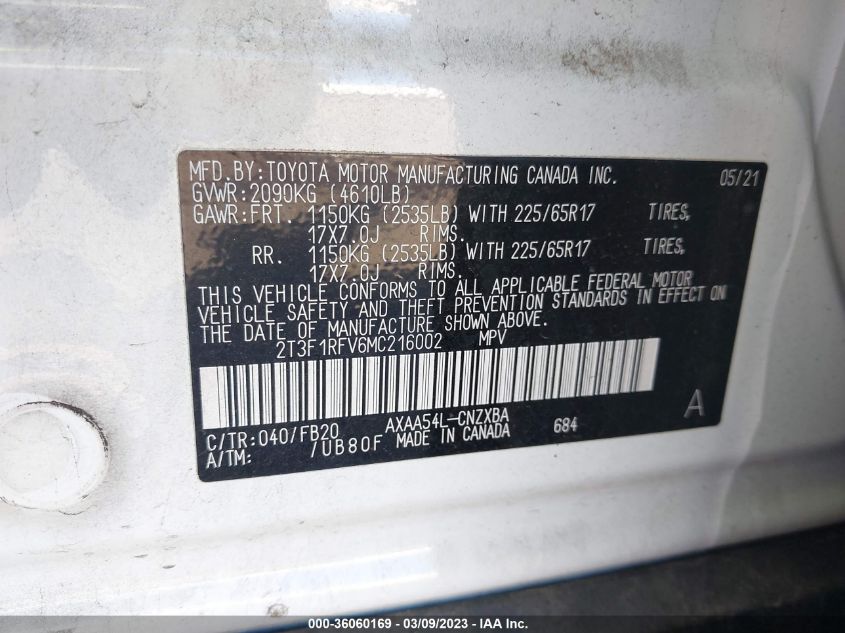 MFD.BY:TOYOTA MOTOR MANUFACTURING CANADA INC. 05/21
GVWR:2090KG (4610LB)
GAWR:FRT. 1150KG (2535LB) WITH 225/65R17 TIRES,
17X7.0J RIMS.
RR. 1150KG (2535LB) WITH 225/65R17 TIRES,
17X7.0J RIMS.
THIS VEHICLE CONFORMS TO ALL APPLICABLE FEDERAL MOTOR
VEHICLE SAFETY AND THEFT PREVENTION STANDARDS IN EFFECT ON
THE DATE OF MANUFACTURE SHOWN ABOVE.
2T3F1RFV6MC216002 MPV
A
C/TR:040/FB20 AXAA54L-CNZXBA 684
A/TM: /UB80F MADE IN CANADA
000-36060169 - 03/09/2023 - IAA Inc.